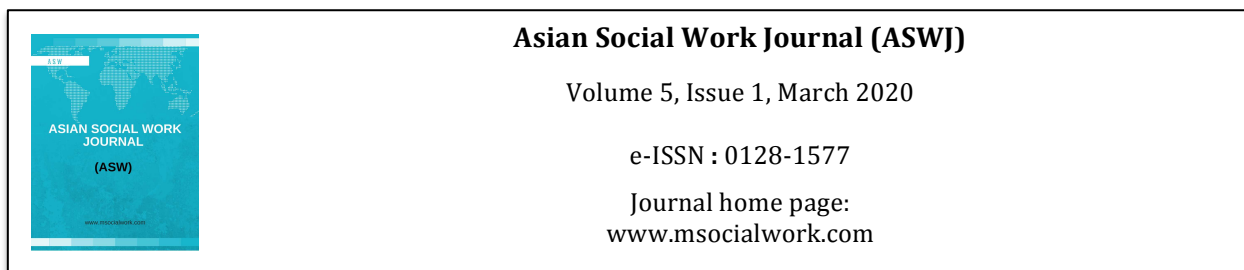 ASW
ASIAN SOCIAL WORK
JOURNAL
(ASW)
www.msocialwork.com
Asian Social Work Journal (ASWJ)
Volume 5, Issue 1, March 2020
e-ISSN : 0128-1577
Journal home page:
www.msocialwork.com